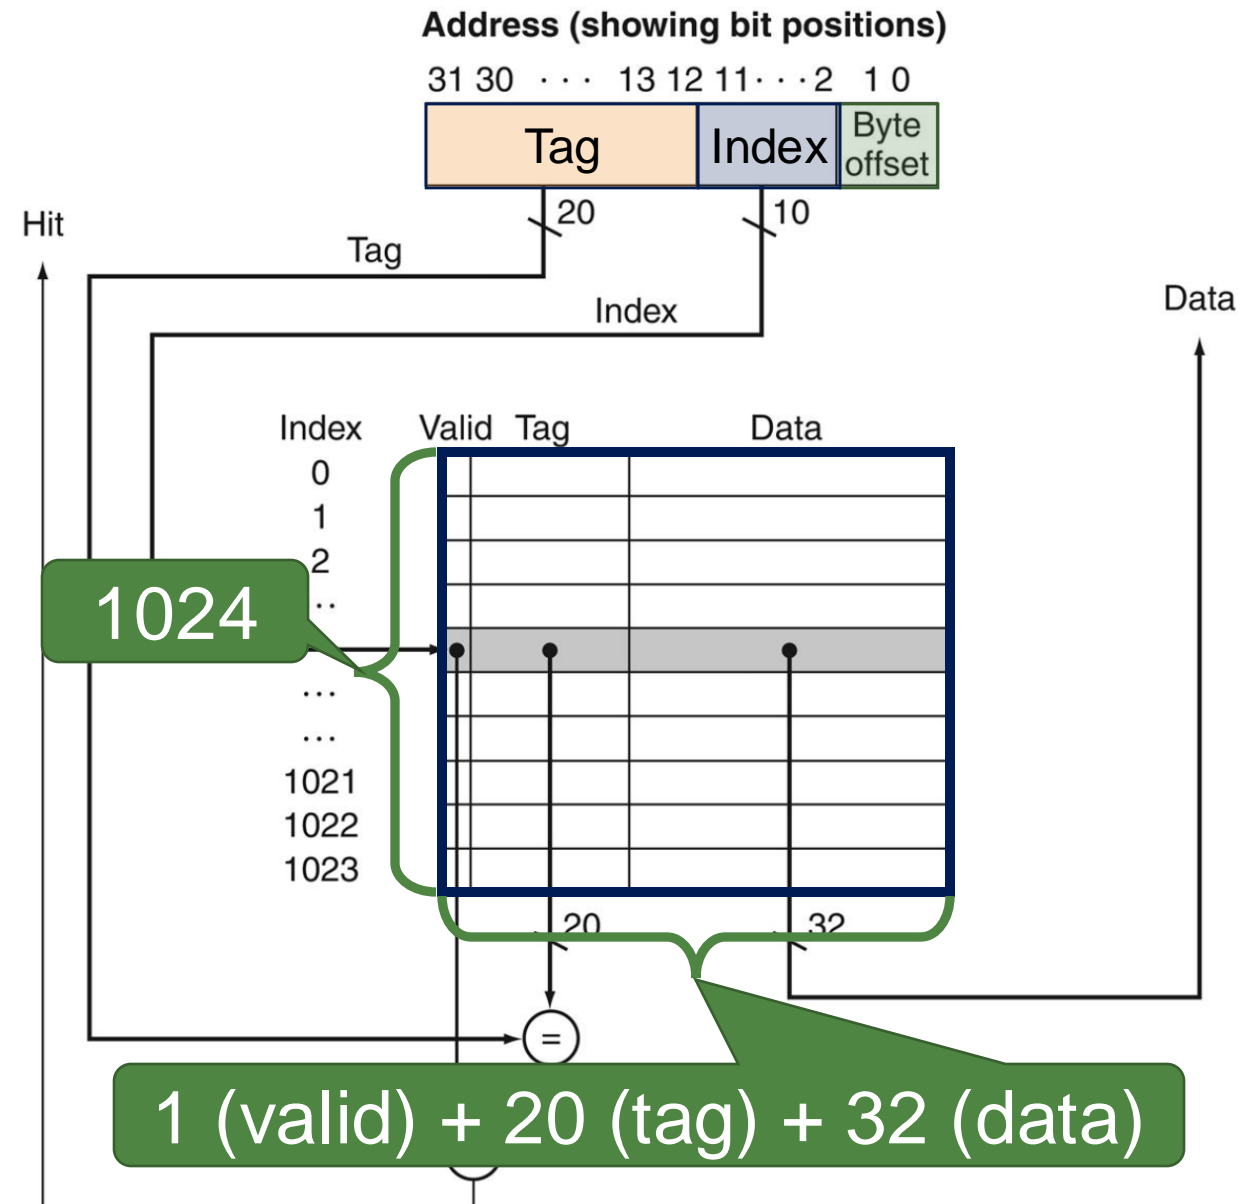 Address (showing bit positions)
31 30 · · · 13 12 11 · · · 2 1 0
Tag Index Byte offset
20 10
Hit
Tag
Index
Data
Index Valid Tag Data
0
1
2
1024 ··
···
···
1021
1022
1023
20 32
=
1 (valid) + 20 (tag) + 32 (data)